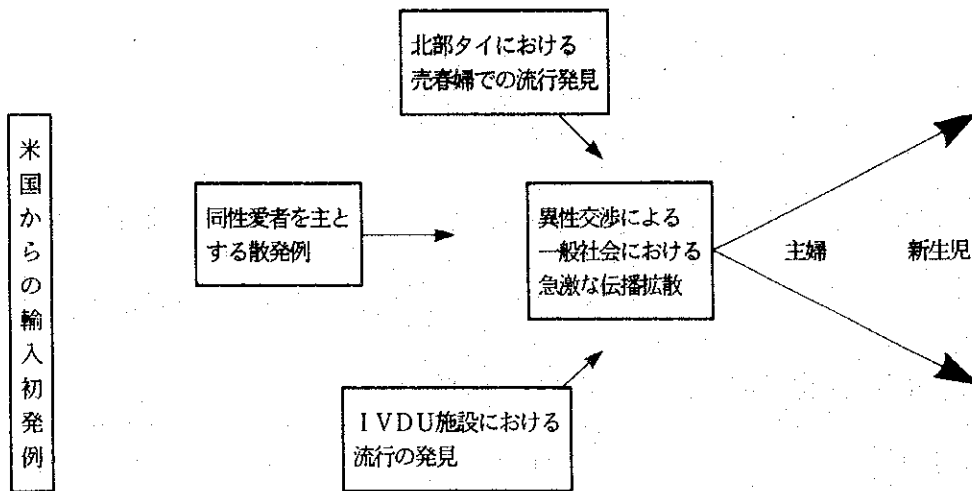 米国からの輸入初発例
北部タイにおける
売春婦での流行発見
同性愛者を主と
する散発例
異性交渉による
一般社会における
急激な伝播拡散
主婦
新生児
IVDU施設における
流行の発見